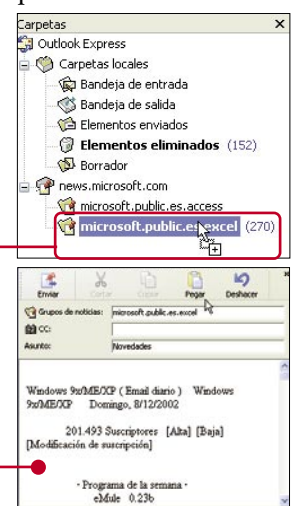 Carpetas
Outlook Express
Carpetas locales
Bandeja de entrada
Bandeja de salida
Elementos enviados
Elementos eliminados (152)
Borrador
news.microsoft.com
microsoft.public.es.access
microsoft.public.es.excel (270)
Enviar Cortar Copiar Pegar Deshacer
Grupos de noticias: microsoft.public.es.excel
CC:
Asunto: Novedades
Windows 9x/ME/XP ( Email diario ) Windows
9x/ME/XP Domingo, 8/12/2002
201.493 Suscriptores [Alta] [Baja]
[Modificación de suscripción]
- Programa de la semana -
eMule 0.23b